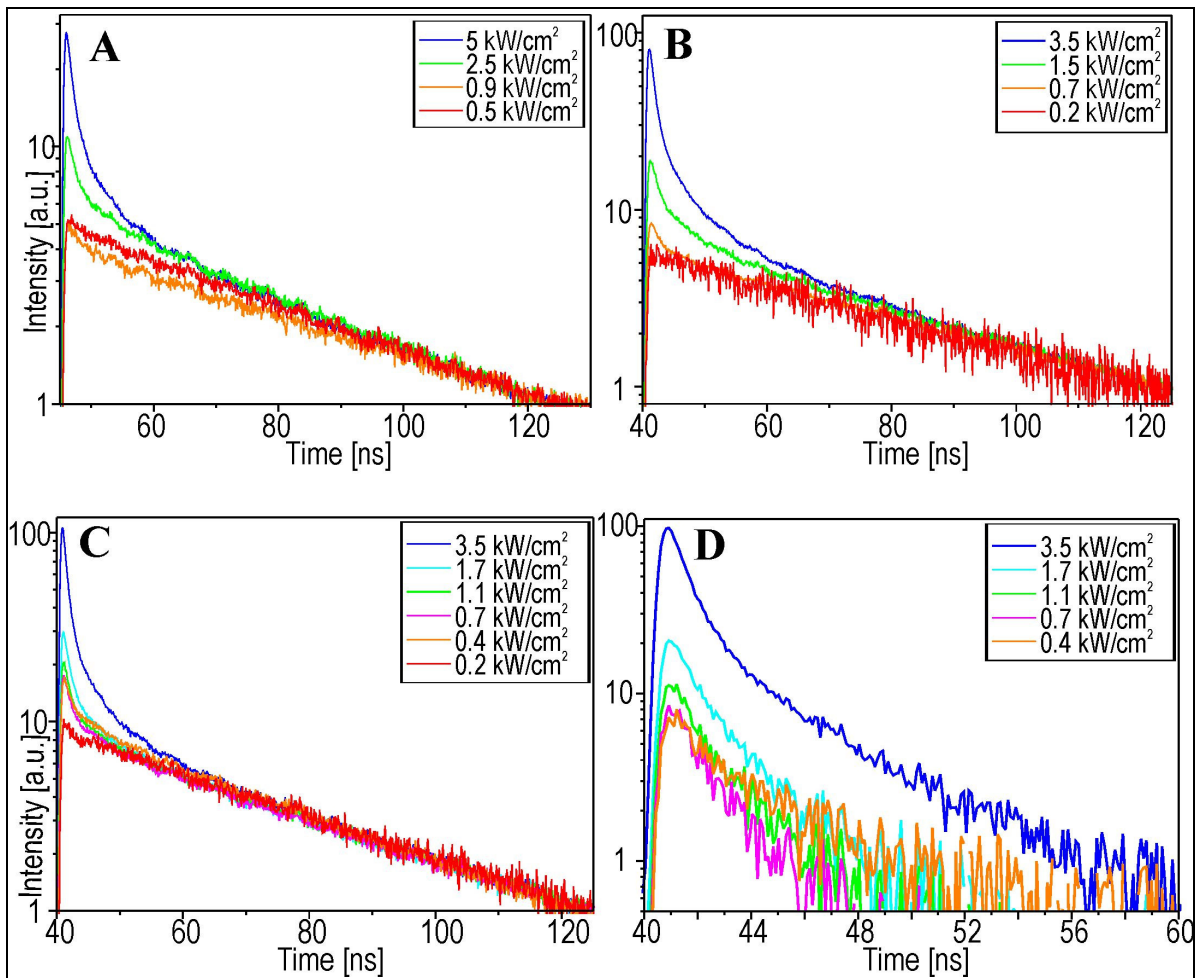 A
5 kW/cm²
2.5 kW/cm²
0.9 kW/cm²
0.5 kW/cm²
10
1
Intensity [a.u.]
60 80 100 120
Time [ns]
B
3.5 kW/cm²
1.5 kW/cm²
0.7 kW/cm²
0.2 kW/cm²
100
10
1
40 60 80 100 120
Time [ns]
C
3.5 kW/cm²
1.7 kW/cm²
1.1 kW/cm²
0.7 kW/cm²
0.4 kW/cm²
0.2 kW/cm²
100
10
1
Intensity [a.u.]
40 60 80 100 120
Time [ns]
D
3.5 kW/cm²
1.7 kW/cm²
1.1 kW/cm²
0.7 kW/cm²
0.4 kW/cm²
100
10
1
40 44 48 52 56 60
Time [ns]